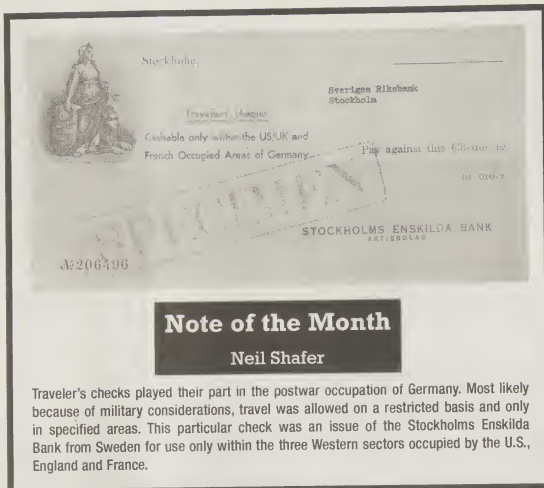 Stockholm,
Sveriges Riksbank
Stockholm
Travellers cheque
Cashable only within the US/UK and
French Occupied Areas of Germany.
Pay against this Cheque to
or order
SPECIMEN
STOCKHOLMS ENSKILDA BANK
AKTIEBOLAG
№206496
Note of the Month
Neil Shafer
Traveler's checks played their part in the postwar occupation of Germany. Most likely
because of military considerations, travel was allowed on a restricted basis and only
in specified areas. This particular check was an issue of the Stockholms Enskilda
Bank from Sweden for use only within the three Western sectors occupied by the U.S.,
England and France.